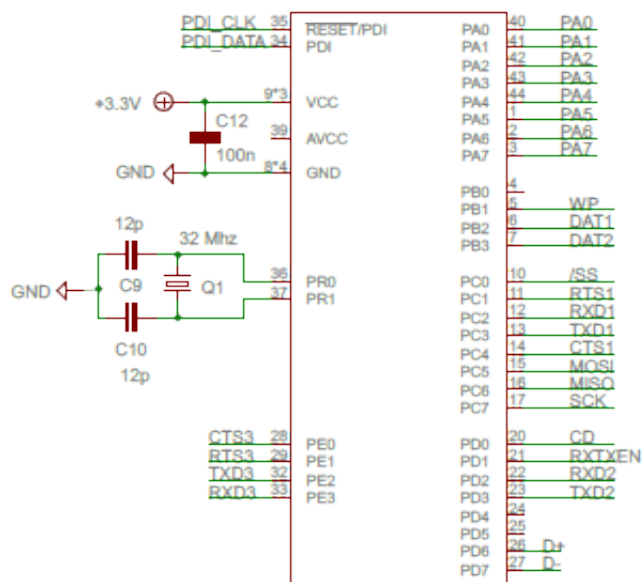 PDI_CLK 35 RESET/PDI PA0 40 PA0
PDI_DATA 34 PDI PA1 41 PA1
PA2 42 PA2
PA3 43 PA3
+3.3V 9*3 VCC PA4 44 PA4
C12 PA5 1 PA5
39 AVCC PA6 2 PA6
100n PA7 3 PA7
GND 8*4 GND
PB0 4
PB1 5 WP
12p PB2 6 DAT1
32 Mhz PB3 7 DAT2
36 PR0 PC0 10 /SS
C9 Q1 37 PR1 PC1 11 RTS1
GND PC2 12 RXD1
PC3 13 TXD1
C10 PC4 14 CTS1
12p PC5 15 MOSI
PC6 16 MISO
PC7 17 SCK
CTS3 28 PE0 PD0 20 CD
RTS3 29 PE1 PD1 21 RXTXEN
TXD3 32 PE2 PD2 22 RXD2
RXD3 33 PE3 PD3 23 TXD2
PD4 24
PD5 25
PD6 26 D+
PD7 27 D-